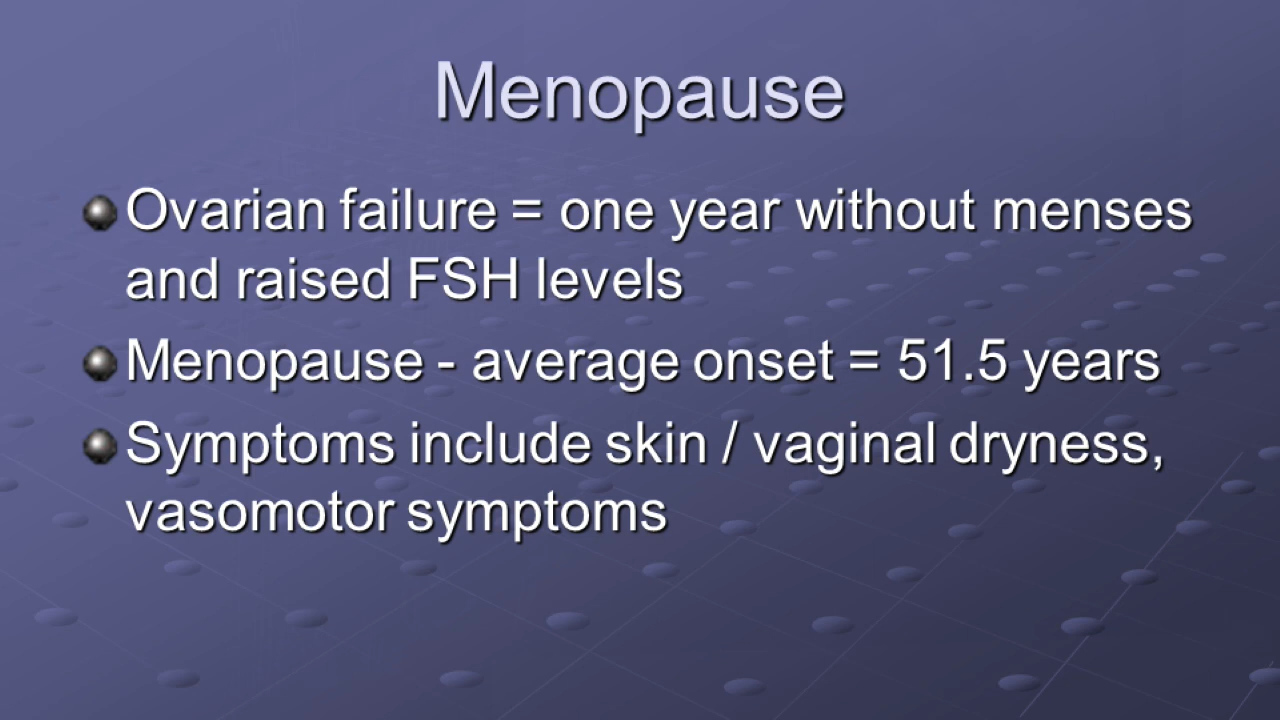 Menopause
Ovarian failure = one year without menses
and raised FSH levels
Menopause - average onset = 51.5 years
Symptoms include skin / vaginal dryness,
vasomotor symptoms